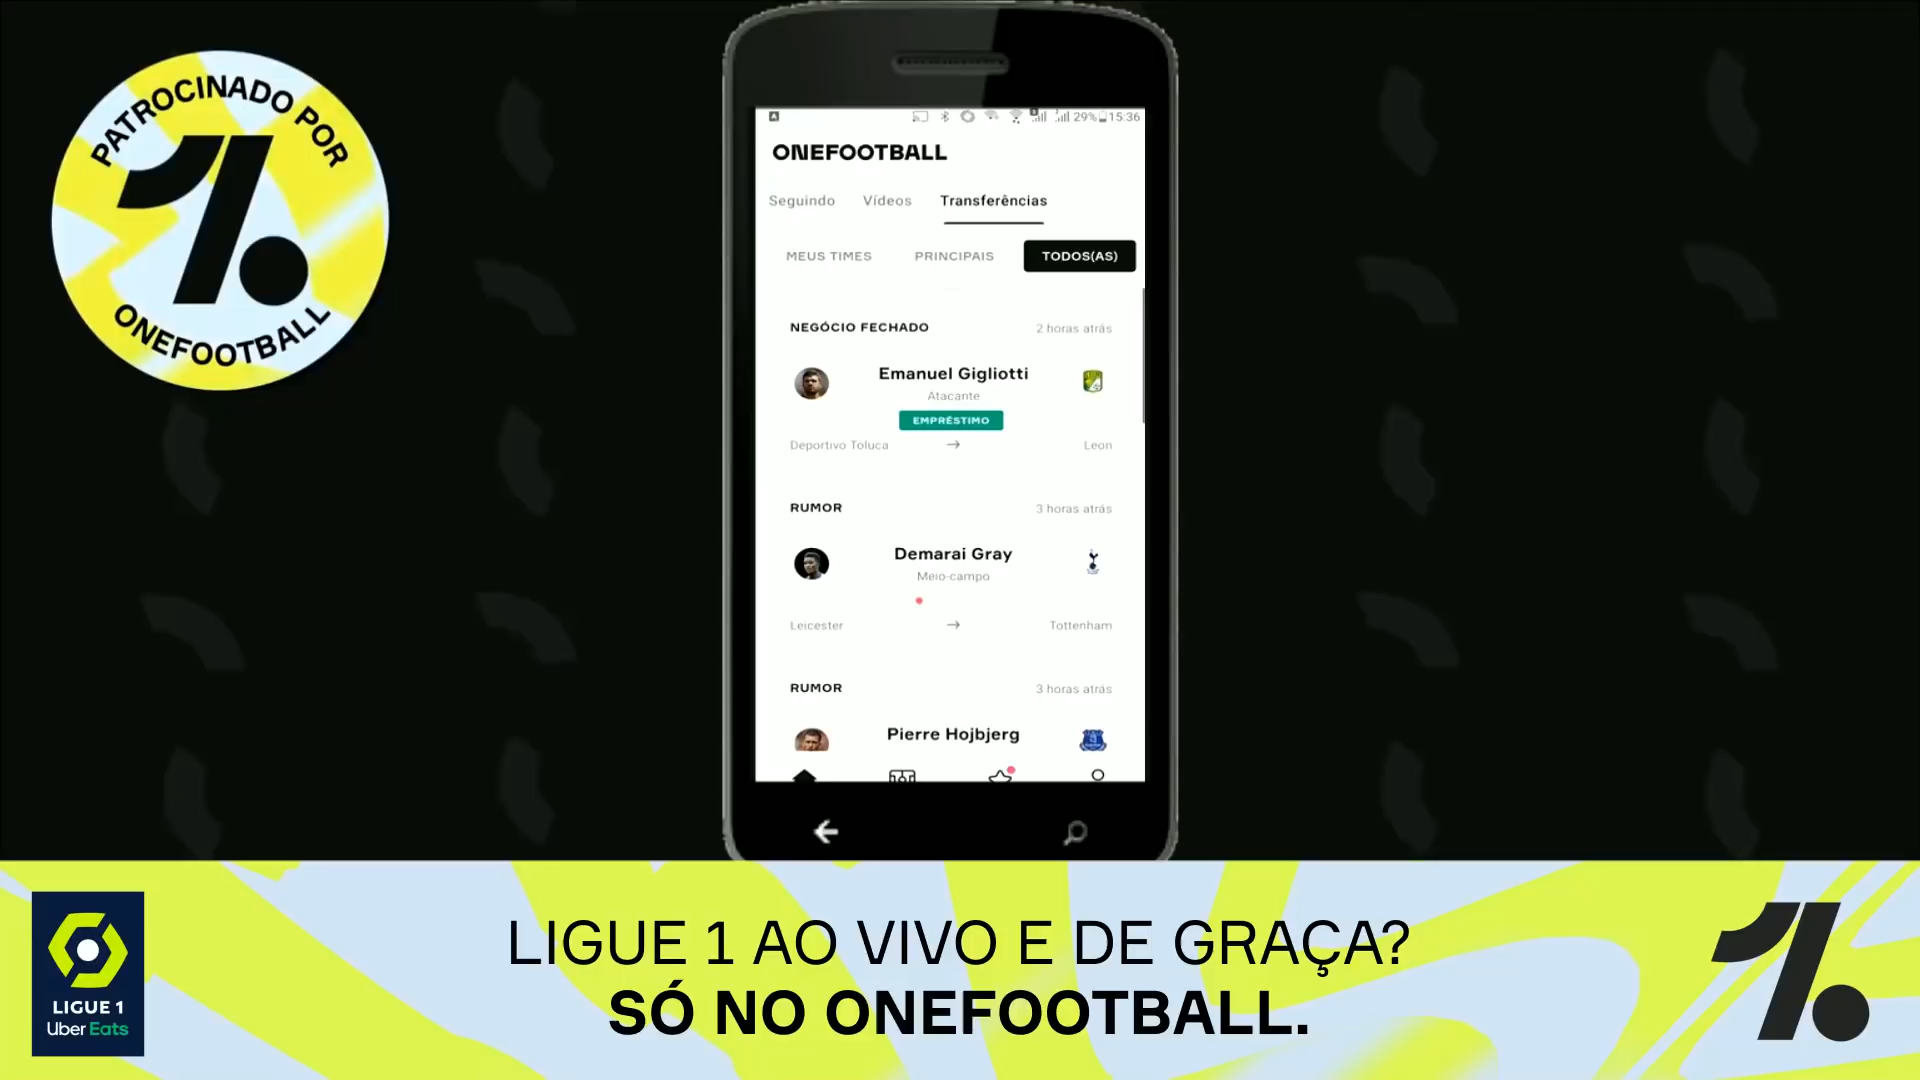 PATROCINADO POR
ONEFOOTBALL
29% 15:36
ONEFOOTBALL
Seguindo Vídeos Transferências
MEUS TIMES PRINCIPAIS TODOS(AS)
NEGÓCIO FECHADO 2 horas atrás
Emanuel Gigliotti
Atacante
EMPRÉSTIMO
Deportivo Toluca → Leon
RUMOR 3 horas atrás
Demarai Gray
Meio-campo
Leicester → Tottenham
RUMOR 3 horas atrás
Pierre Hojbjerg
LIGUE 1 AO VIVO E DE GRAÇA?
SÓ NO ONEFOOTBALL.
LIGUE 1
Uber Eats